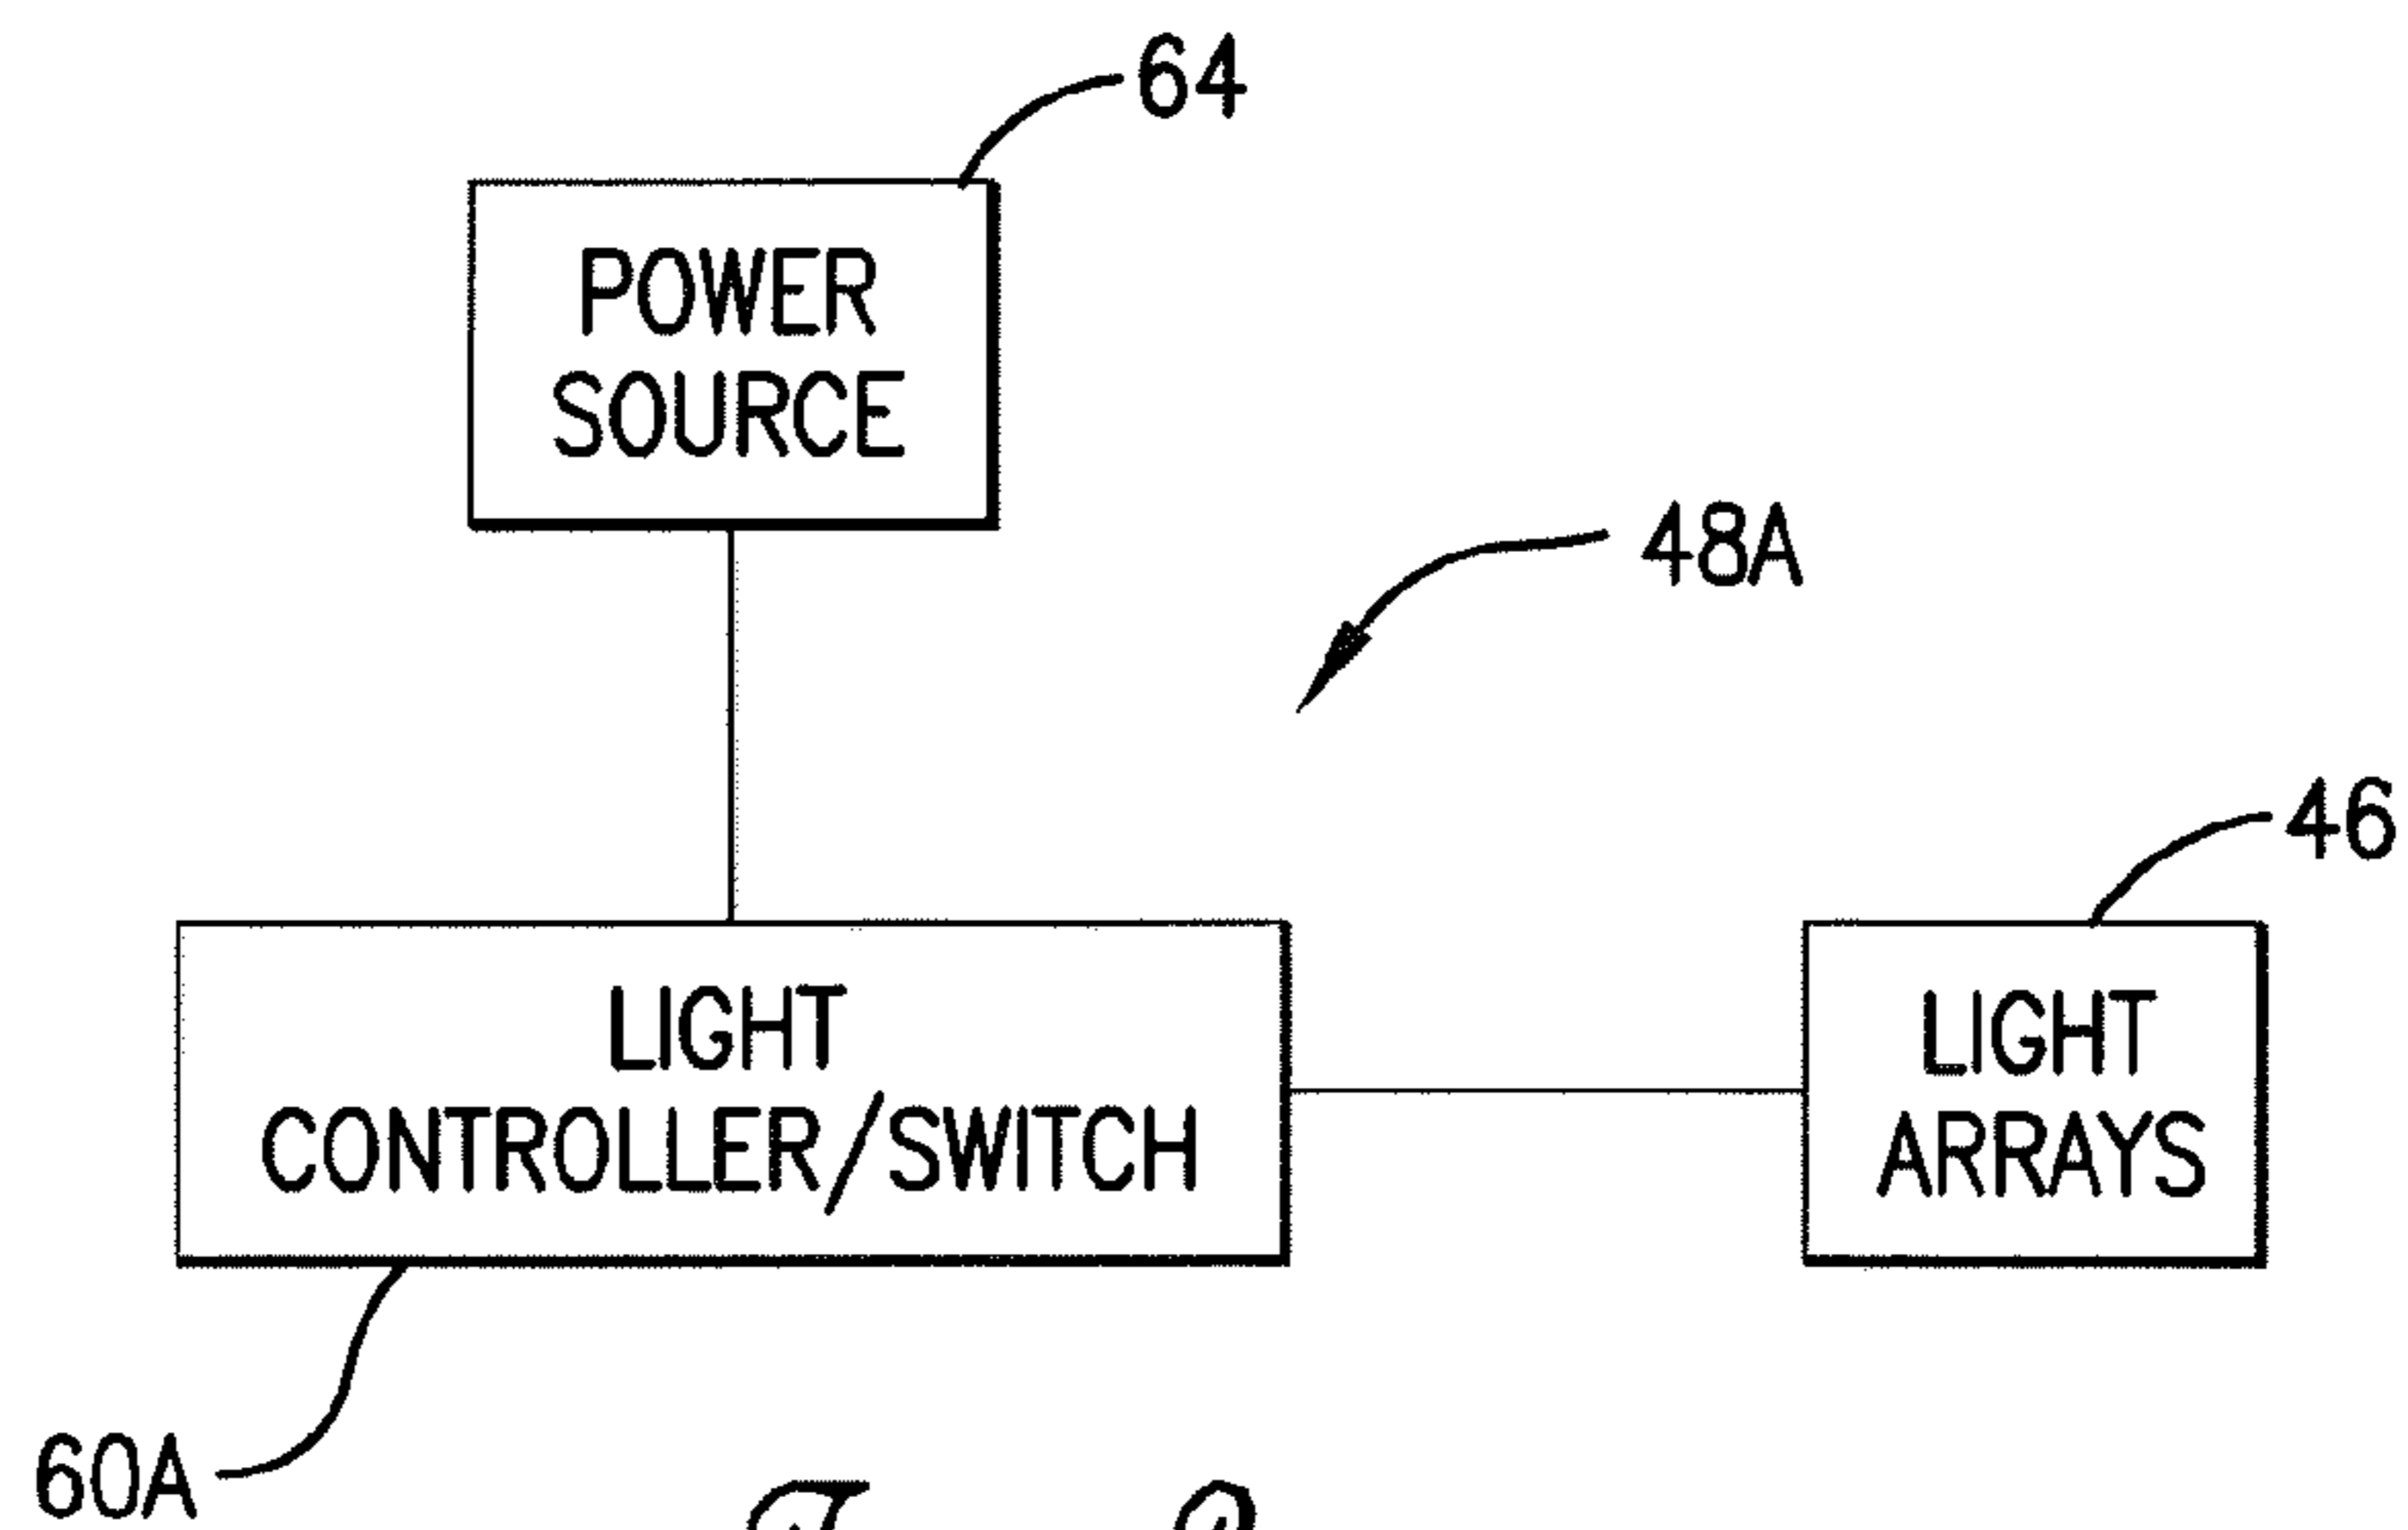 64
POWER
SOURCE
48A
46
LIGHT
CONTROLLER/SWITCH
LIGHT
ARRAYS
60A